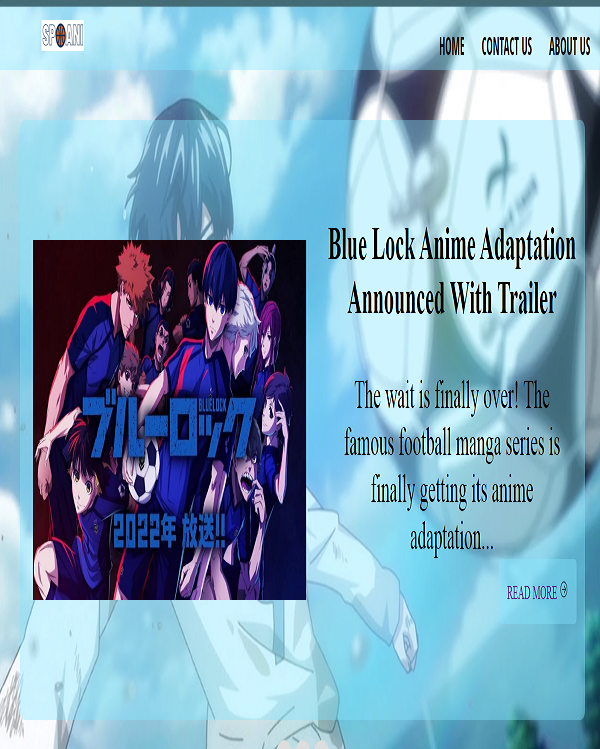 SPOANI
HOME CONTACT US ABOUT US
Blue Lock Anime Adaptation
Announced With Trailer
BLUELOCK
ブルーロック
2022年 放送!!
The wait is finally over! The
famous football manga series is
finally getting its anime
adaptation...
READ MORE